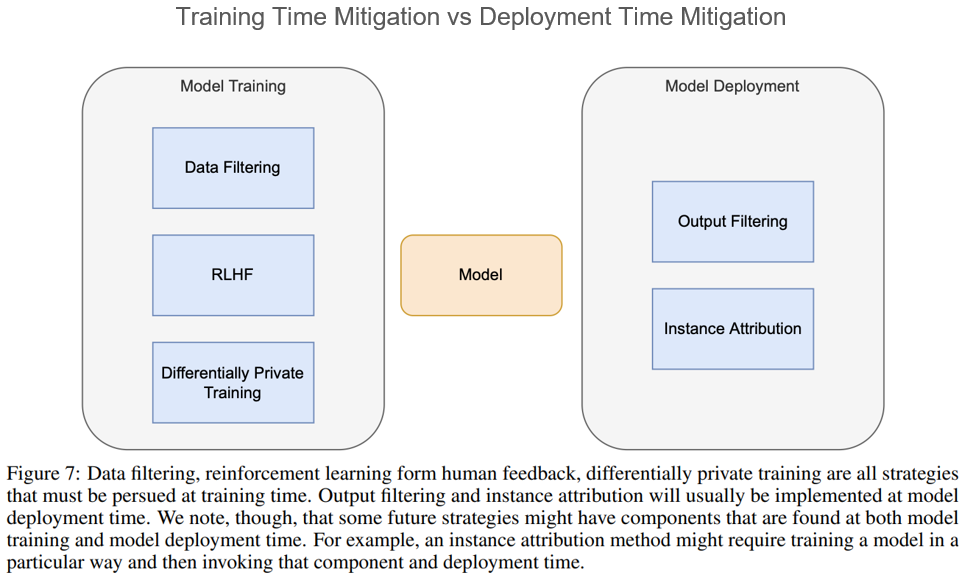 Training Time Mitigation vs Deployment Time Mitigation
Model Training
Data Filtering
RLHF
Differentially Private
Training
Model
Model Deployment
Output Filtering
Instance Attribution
Figure 7: Data filtering, reinforcement learning form human feedback, differentially private training are all strategies
that must be persued at training time. Output filtering and instance attribution will usually be implemented at model
deployment time. We note, though, that some future strategies might have components that are found at both model
training and model deployment time. For example, an instance attribution method might require training a model in a
particular way and then invoking that component and deployment time.